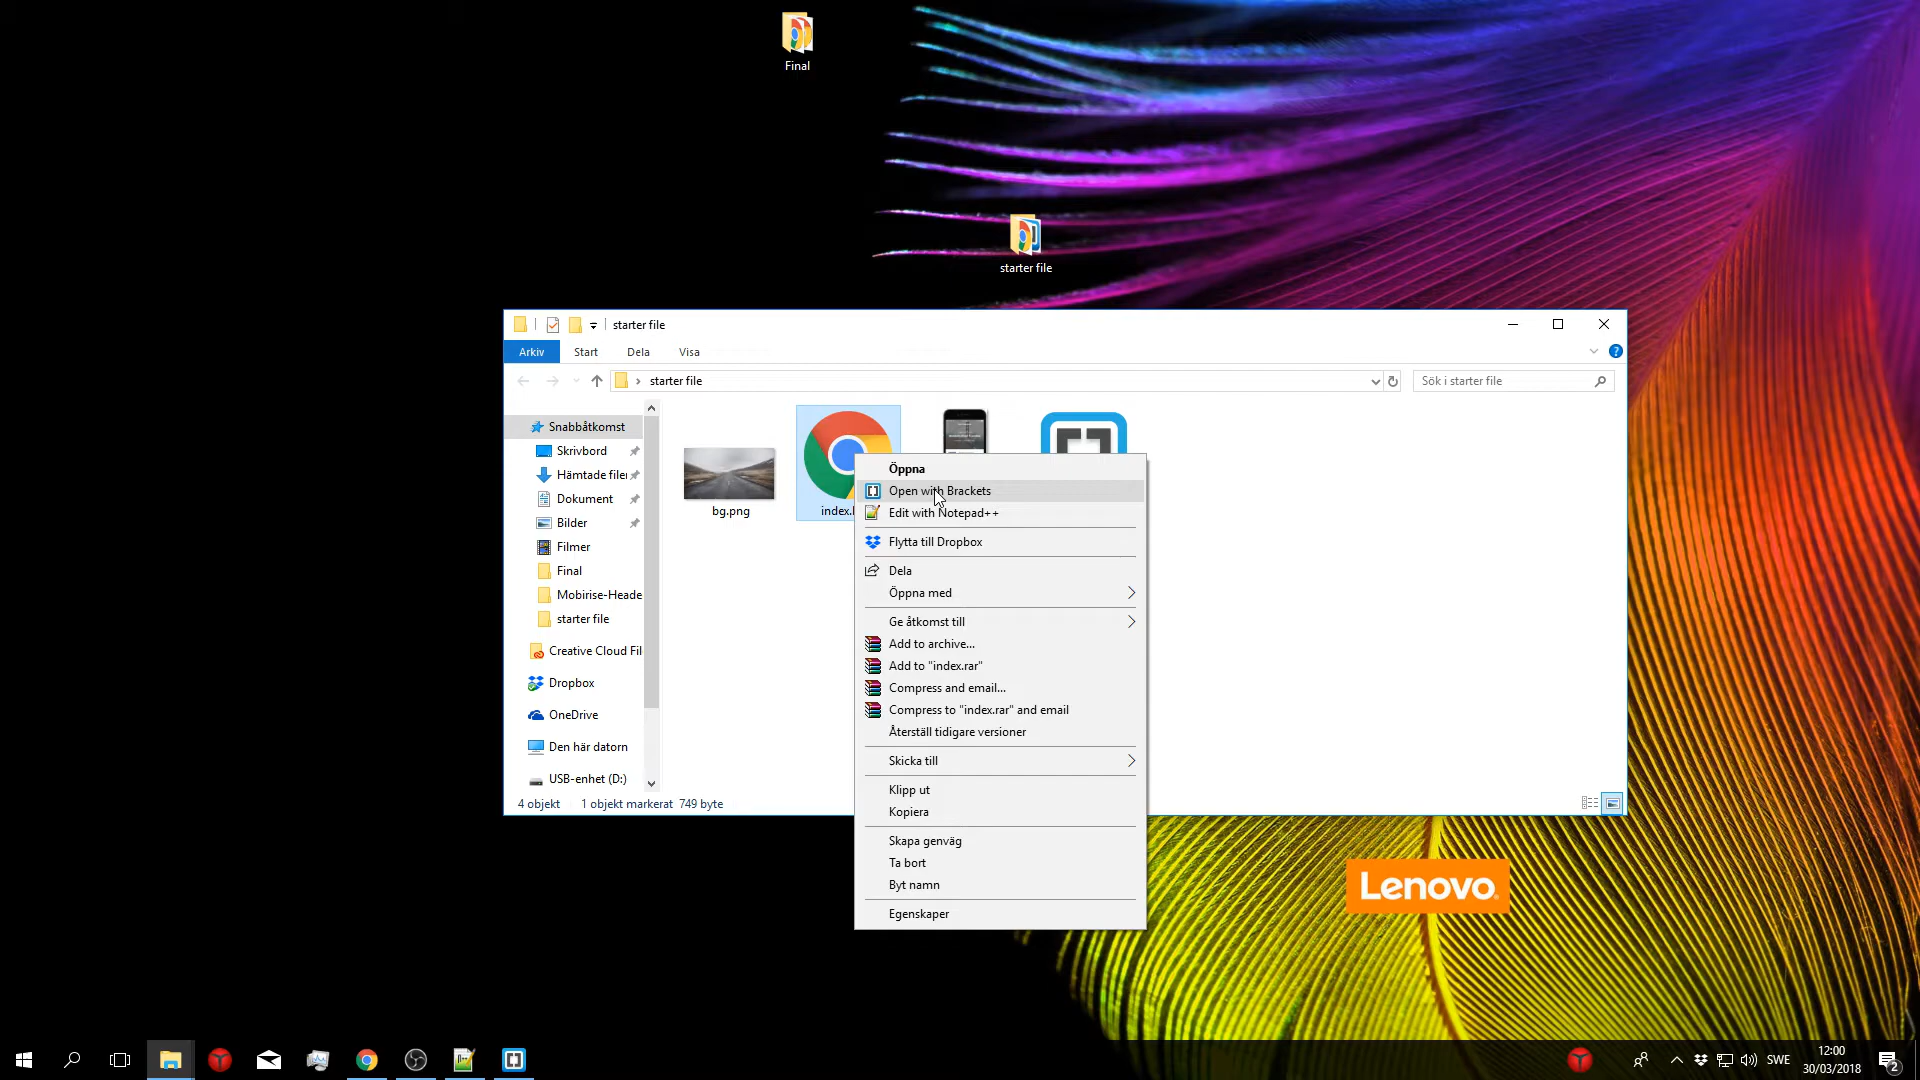 Final
starter file
starter file
Arkiv
Start
Dela
Visa
starter file
Sök i starter file
Snabbåtkomst
Skrivbord
Hämtade filer
Dokument
Bilder
Filmer
Final
Mobirise-Heade
starter file
Creative Cloud Fil
Dropbox
OneDrive
Den här datorn
USB-enhet (D:)
bg.png
index.
Öppna
Open with Brackets
Edit with Notepad++
Flytta till Dropbox
Dela
Öppna med
Ge åtkomst till
Add to archive...
Add to "index.rar"
Compress and email...
Compress to "index.rar" and email
Återställ tidigare versioner
Skicka till
Klipp ut
Kopiera
Skapa genväg
Ta bort
Byt namn
Egenskaper
4 objekt 1 objekt markerat 749 byte
Lenovo
SWE
12:00
30/03/2018
2